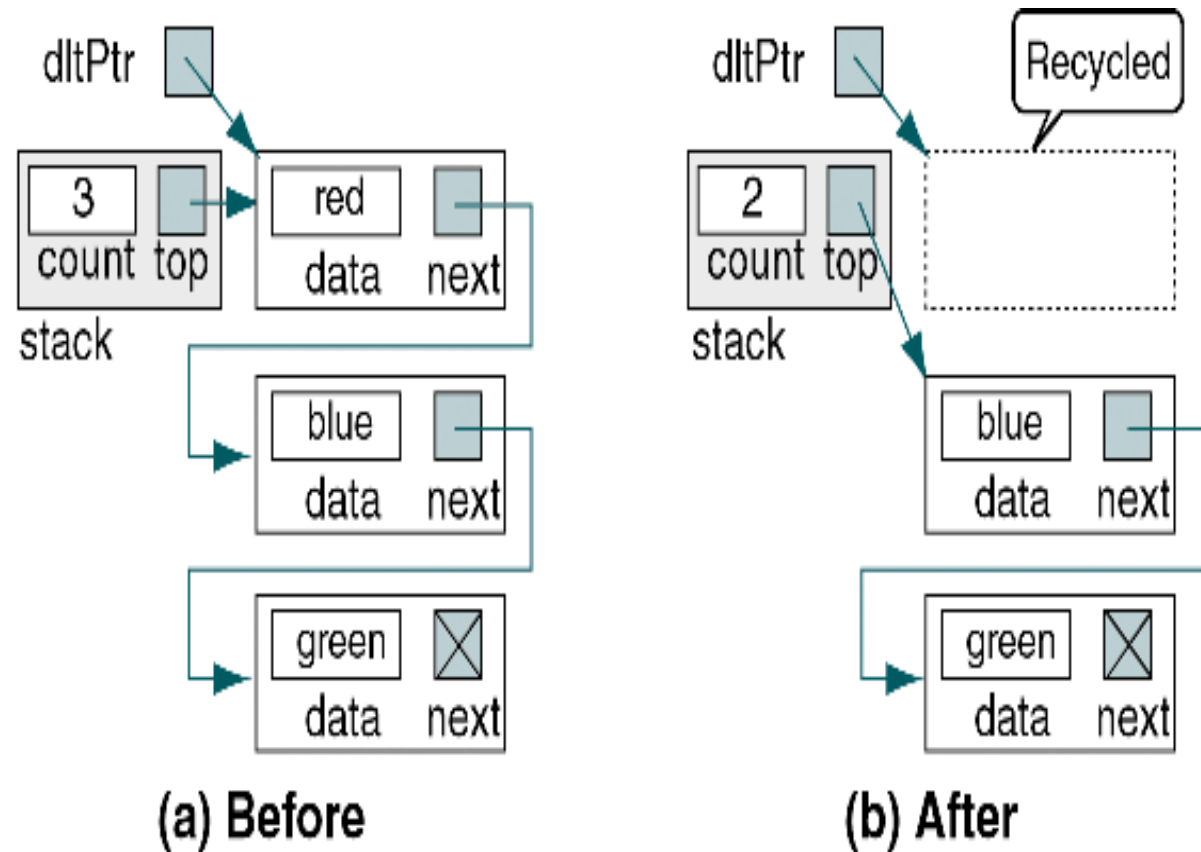 dltPtr
3
count
top
stack
red
data
next
blue
data
next
green
data
next
(a) Before
dltPtr
Recycled
2
count
top
stack
blue
data
next
green
data
next
(b) After